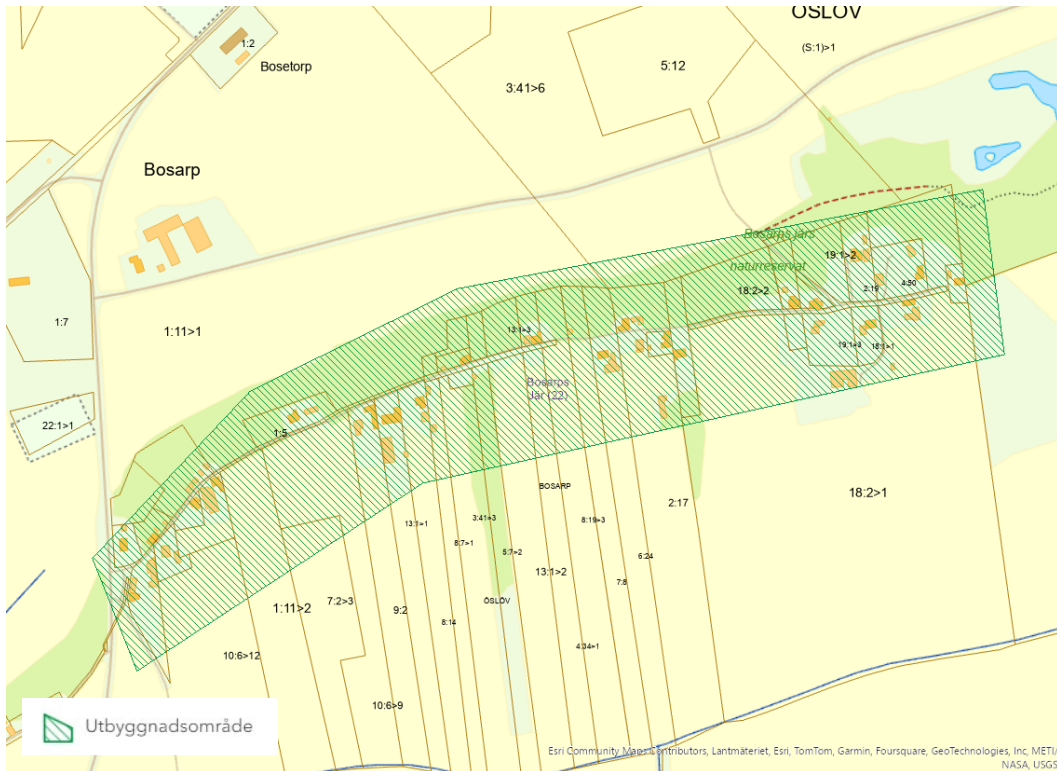 OSLÖV
1:2
(S:1)>1
Bosetorp
5:12
3:41>6
Bosarp
Bosarps järs
naturreservat
19:1>2
2:19
4:50
18:2>2
1:7
1:11>1
13:1>3
19:1>3
18:1>1
Bosarps
Jär (22)
22:1>1
1:5
BOSARP
18:2>1
2:17
13:1>1
3:41>3
8:19>3
8:7>1
5:7>2
6:24
13:1>2
7:8
7:2>3
1:11>2
9:2
ÖSLÖV
8:14
4:34>1
10:6>12
10:6>9
Utbyggnadsområde
Esri Community Maps Contributors, Lantmäteriet, Esri, TomTom, Garmin, Foursquare, GeoTechnologies, Inc, METI/
NASA, USGS